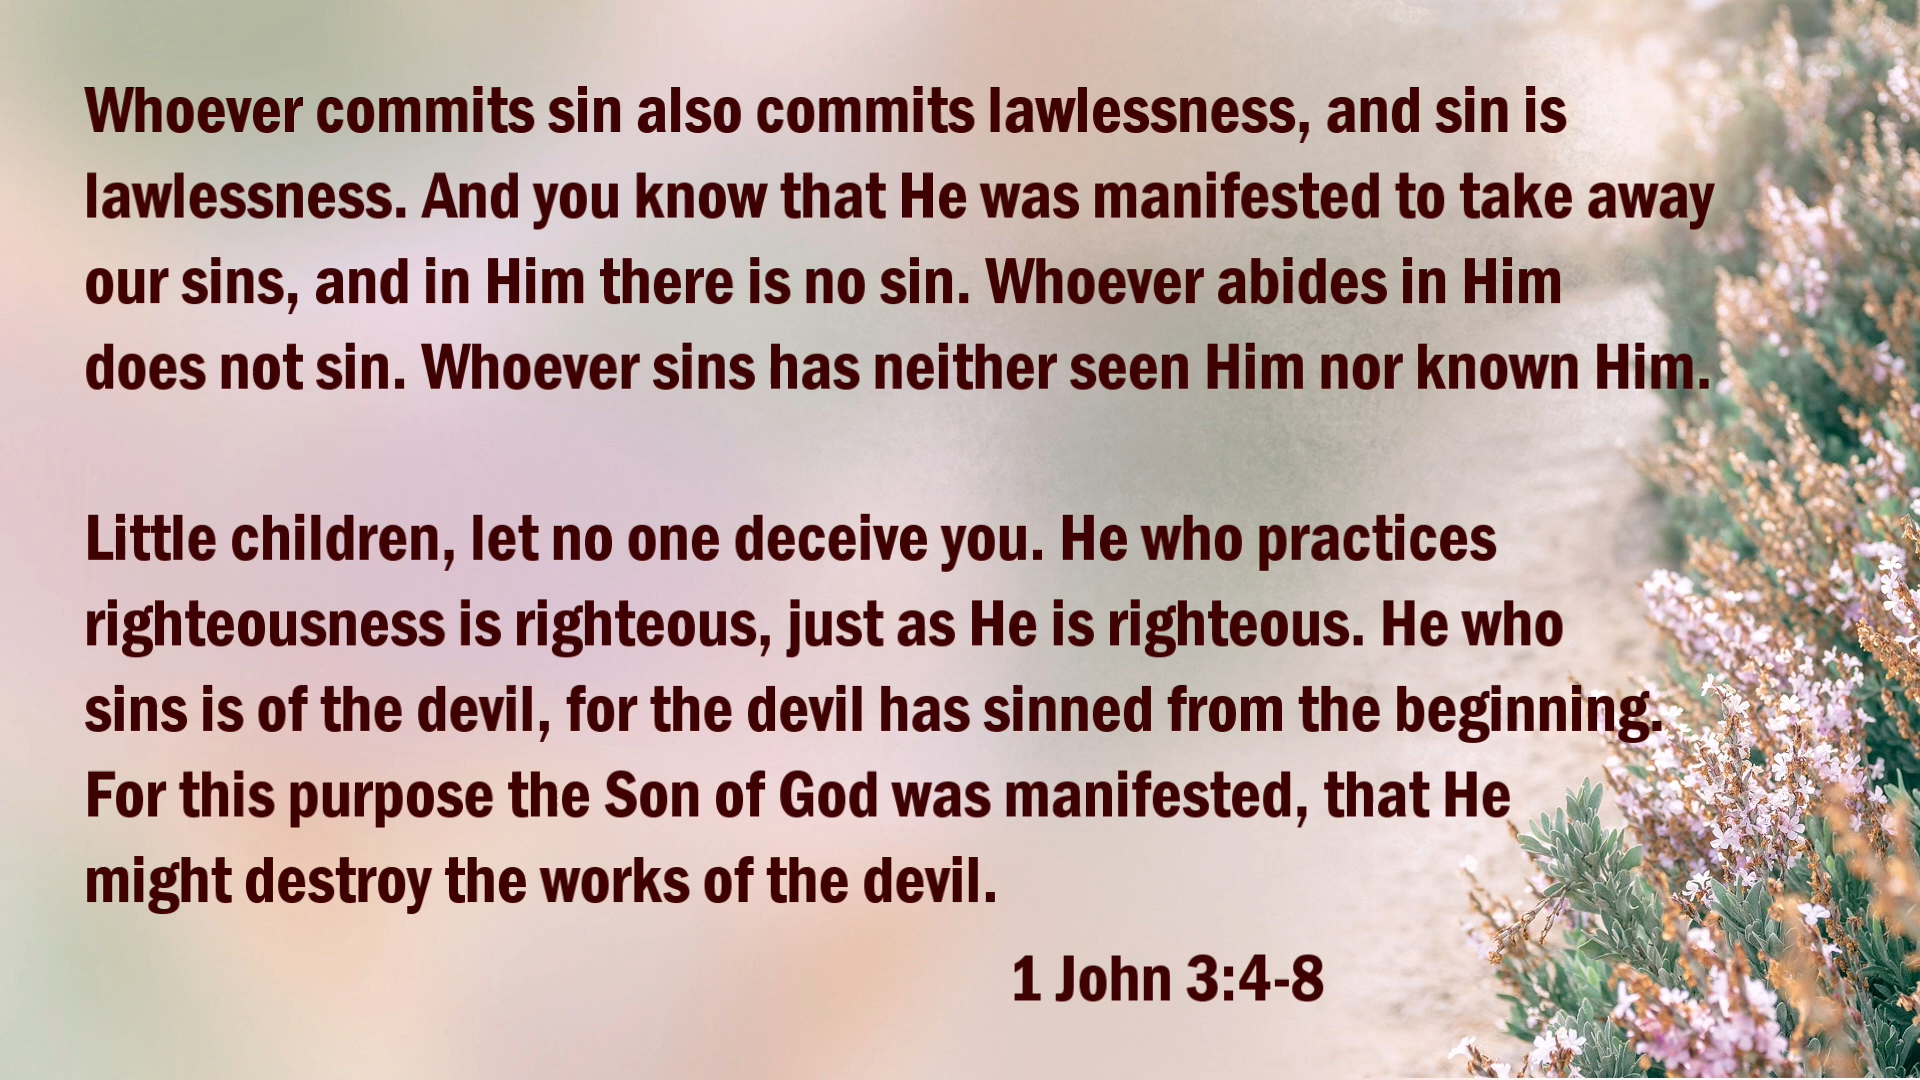 Whoever commits sin also commits lawlessness, and sin is
lawlessness. And you know that He was manifested to take away
our sins, and in Him there is no sin. Whoever abides in Him
does not sin. Whoever sins has neither seen Him nor known Him.
Little children, let no one deceive you. He who practices
righteousness is righteous, just as He is righteous. He who
sins is of the devil, for the devil has sinned from the beginning.
For this purpose the Son of God was manifested, that He
might destroy the works of the devil.
1 John 3:4-8